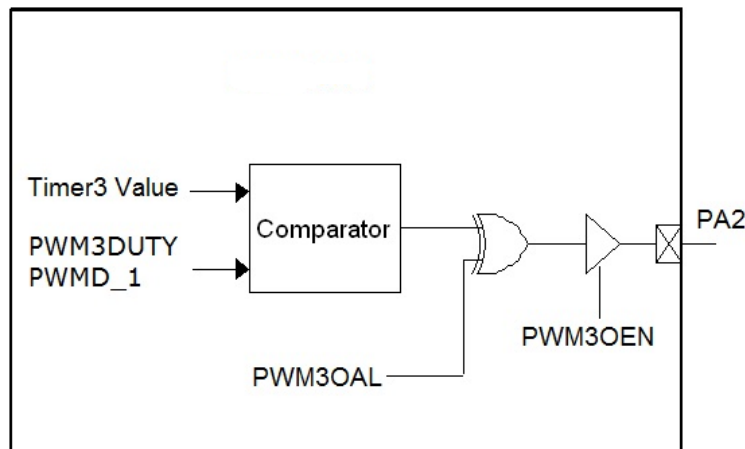 Timer3 Value
PWM3DUTY
PWMD_1
Comparator
PWM3OAL
PWM3OEN
PA2